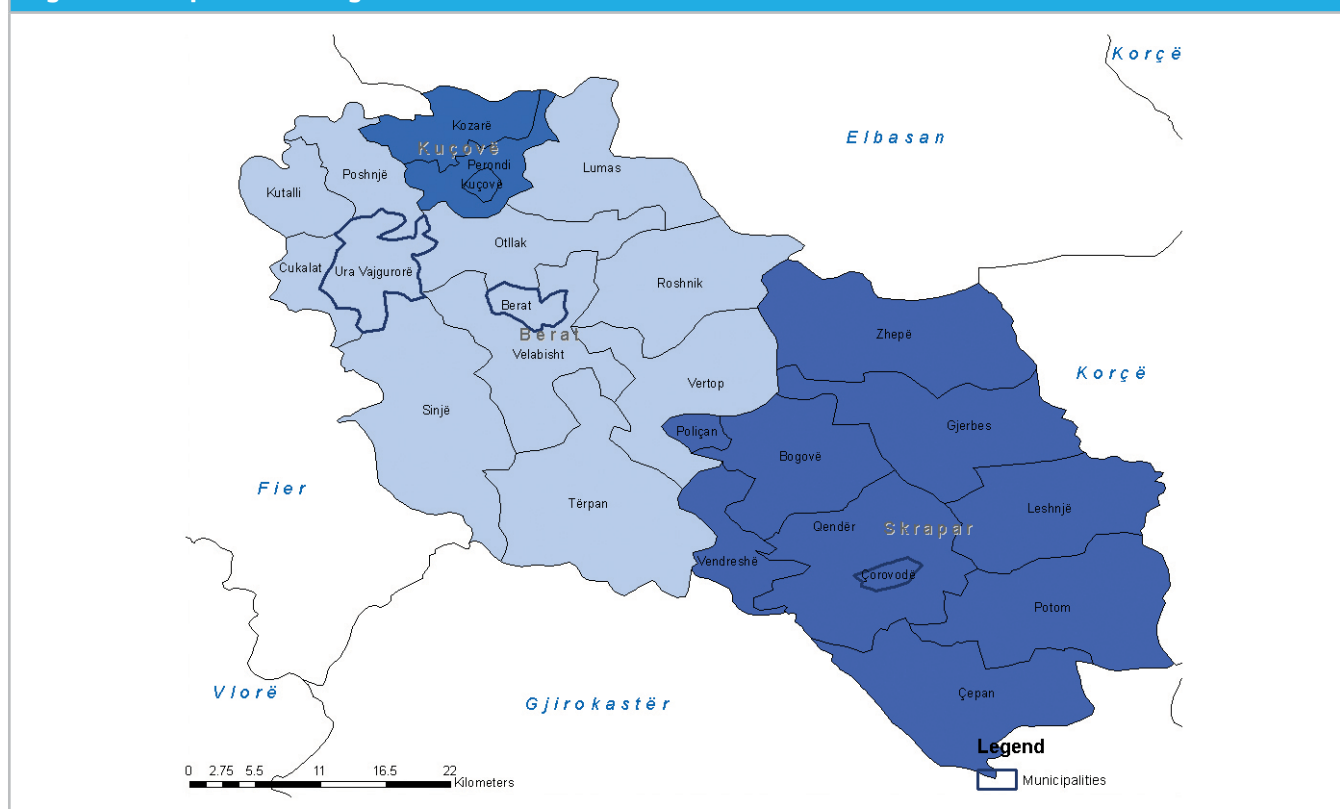 Korçë
Elbasan
Kozarë
Kuçovë
Perondi
Kuçovë
Lumas
Poshnjë
Kutalli
Otllak
Cukalat
Ura Vajgurorë
Roshnik
Berat
Berat
Velabisht
Zhepë
Korçë
Vertop
Sinjë
Poliçan
Gjerbes
Bogovë
Fier
Tërpan
Leshnjë
Qendër
Skrapar
Vendreshë
Çorovodë
Potom
Vlorë
Gjirokastër
Çepan
Legend
Municipalities
0 2.75 5.5 11 16.5 22
Kilometers